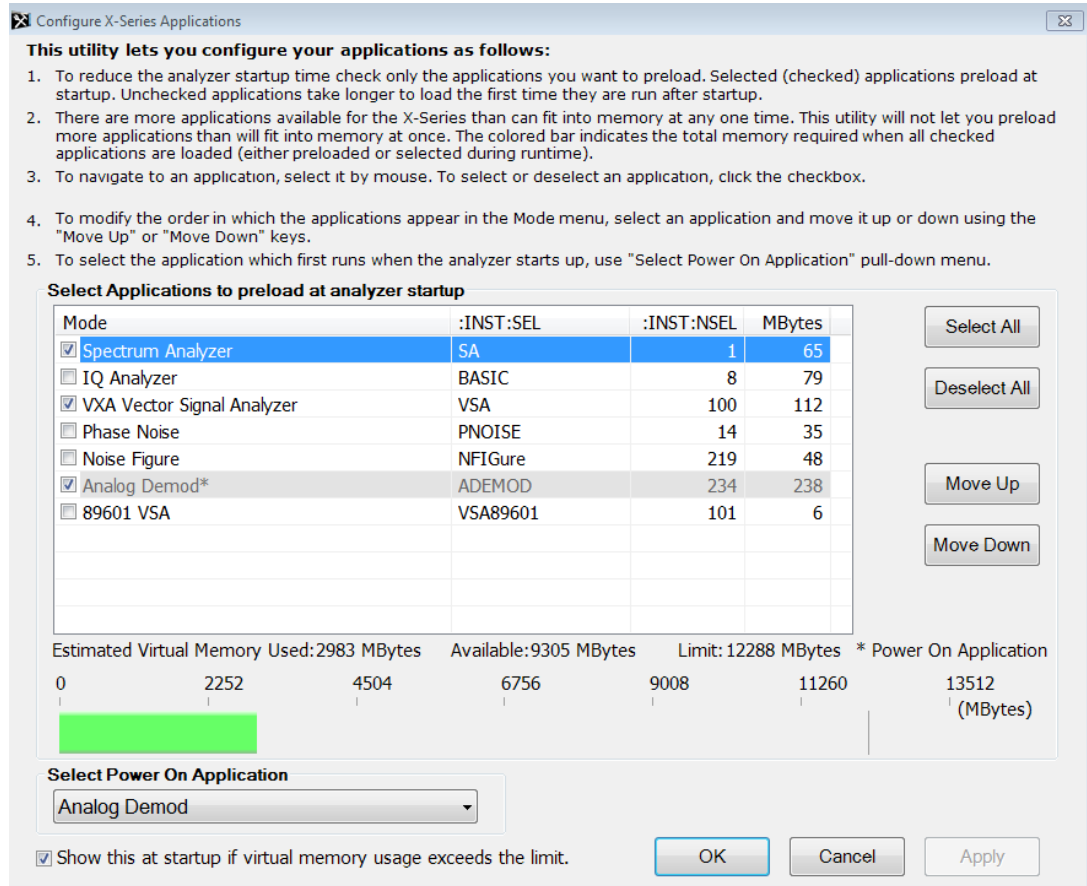 Configure X-Series Applications
This utility lets you configure your applications as follows:
1. To reduce the analyzer startup time check only the applications you want to preload. Selected (checked) applications preload at
startup. Unchecked applications take longer to load the first time they are run after startup.
2. There are more applications available for the X-Series than can fit into memory at any one time. This utility will not let you preload
more applications than will fit into memory at once. The colored bar indicates the total memory required when all checked
applications are loaded (either preloaded or selected during runtime).
3. To navigate to an application, select it by mouse. To select or deselect an application, click the checkbox.
4. To modify the order in which the applications appear in the Mode menu, select an application and move it up or down using the
"Move Up" or "Move Down" keys.
5. To select the application which first runs when the analyzer starts up, use "Select Power On Application" pull-down menu.
Select Applications to preload at analyzer startup
Mode :INST:SEL :INST:NSEL MBytes
Spectrum Analyzer SA 1 65
IQ Analyzer BASIC 8 79
VXA Vector Signal Analyzer VSA 100 112
Phase Noise PNOISE 14 35
Noise Figure NFIGure 219 48
Analog Demod* ADEMOD 234 238
89601 VSA VSA89601 101 6
Select All
Deselect All
Move Up
Move Down
Estimated Virtual Memory Used:2983 MBytes Available:9305 MBytes Limit:12288 MBytes * Power On Application
0 2252 4504 6756 9008 11260 13512
(MBytes)
Select Power On Application
Analog Demod
Show this at startup if virtual memory usage exceeds the limit.
OK Cancel Apply